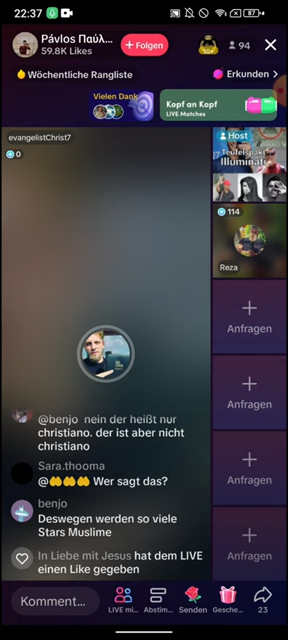 22:37
87
Pávlos Παύλ...
59.8K Likes
+ Folgen
94
Wöchentliche Rangliste
Erkunden >
Vielen Dank
Kopf an Kopf
LIVE Matches
evangelistChrist7
0
Host
Teufelspakt
Illuminati
114
Reza
Anfragen
Anfragen
Anfragen
Anfragen
@benjo nein der heißt nur
christiano. der ist aber nicht
christiano
Sara.thooma
@🤲🤲🤲 Wer sagt das?
benjo
Deswegen werden so viele
Stars Muslime
In Liebe mit Jesus hat dem LIVE
einen Like gegeben
Komment...
LIVE mi...
Abstim...
Senden
Gesche...
23